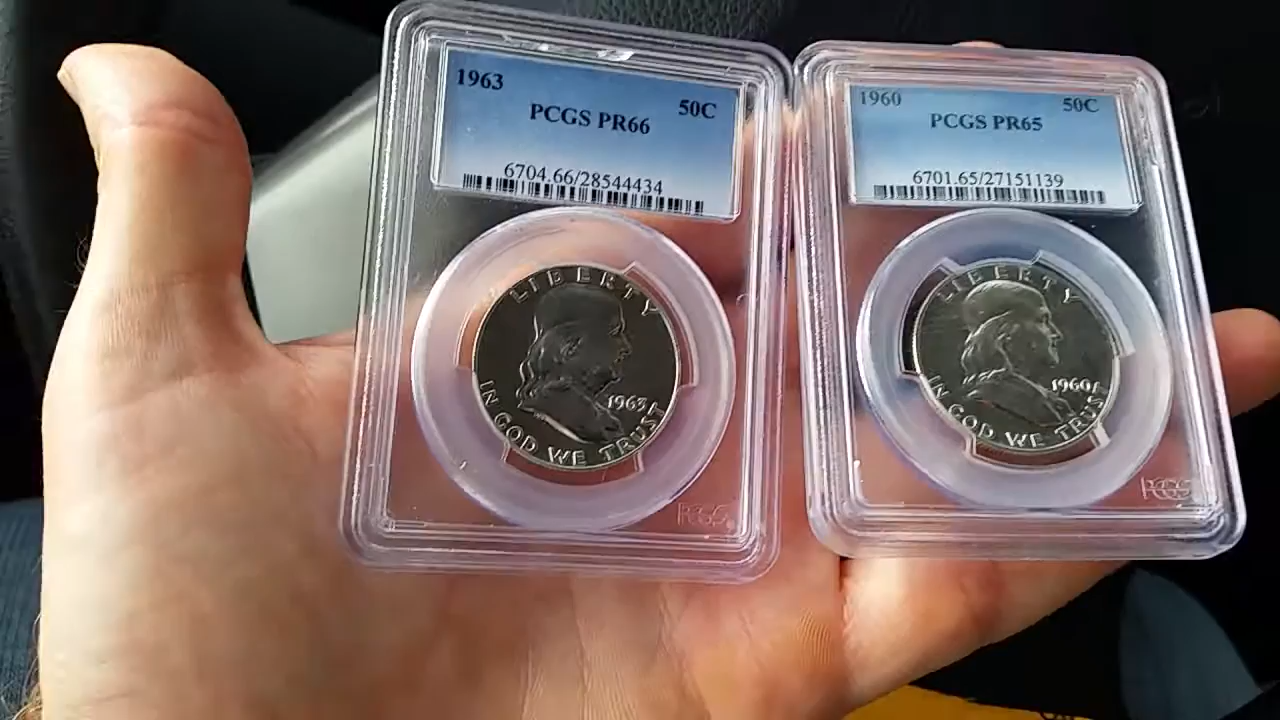 1963
50C
PCGS PR66
6704.66/28544434
LIBERTY
1963
IN GOD WE TRUST
PCGS
1960
50C
PCGS PR65
6701.65/27151139
LIBERTY
1960
IN GOD WE TRUST
PCGS